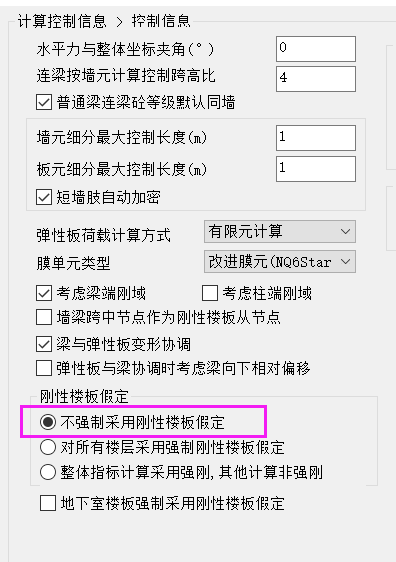 计算控制信息 > 控制信息
水平力与整体坐标夹角(°) 0
连梁按墙元计算控制跨高比 4
普通梁连梁砼等级默认同墙
墙元细分最大控制长度(m) 1
板元细分最大控制长度(m) 1
短墙肢自动加密
弹性板荷载计算方式 有限元计算
膜单元类型 改进膜元(NQ6Star
考虑梁端刚域 考虑柱端刚域
墙梁跨中节点作为刚性楼板从节点
梁与弹性板变形协调
弹性板与梁协调时考虑梁向下相对偏移
刚性楼板假定
不强制采用刚性楼板假定
对所有楼层采用强制刚性楼板假定
整体指标计算采用强刚,其他计算非强刚
地下室楼板强制采用刚性楼板假定